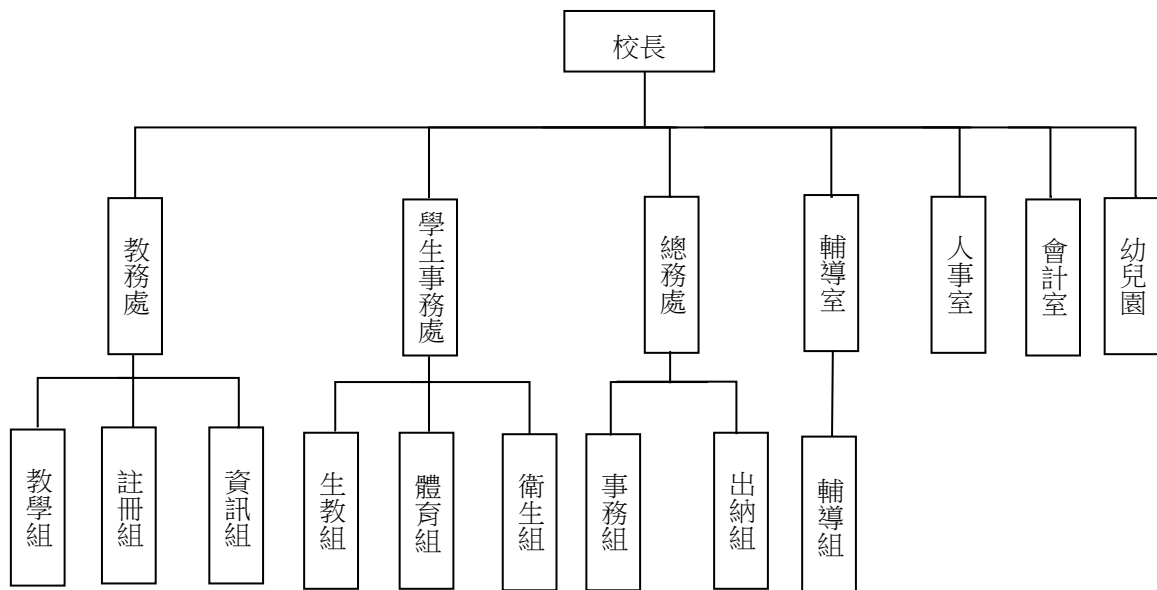 校長
教務處
學生事務處
總務處
輔導室
人事室
會計室
幼兒園
教學組
註冊組
資訊組
生教組
體育組
衛生組
事務組
出納組
輔導組